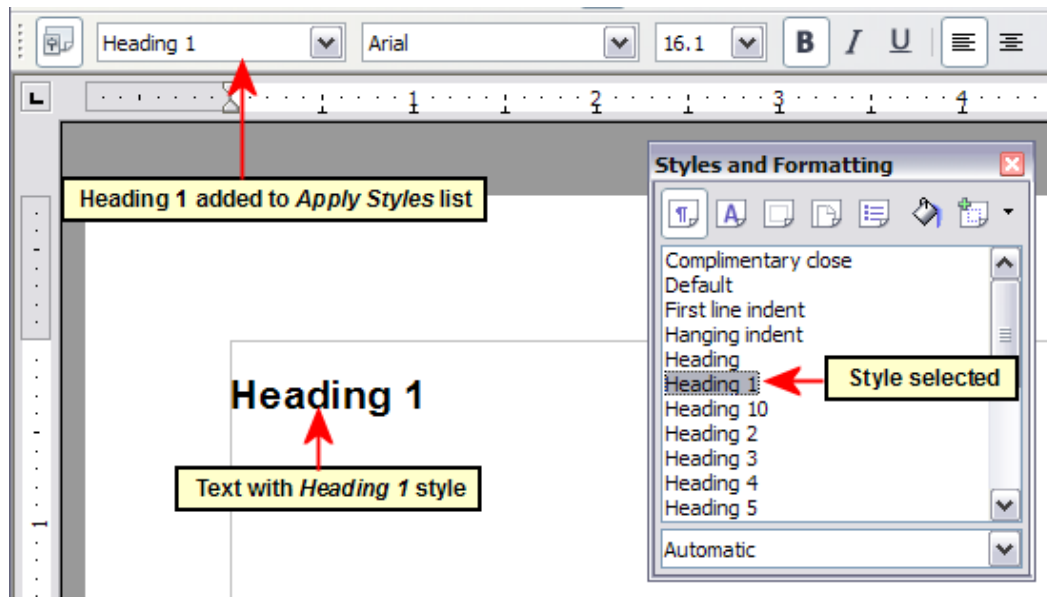 Heading 1 Arial 16.1 B I U
1 2 3 4
Styles and Formatting
Heading 1 added to Apply Styles list
Complimentary close
Default
First line indent
Hanging indent
Heading
Heading 1
Style selected
Heading 10
Heading 2
Heading 3
Heading 4
Heading 5
Automatic
Heading 1
Text with Heading 1 style
1